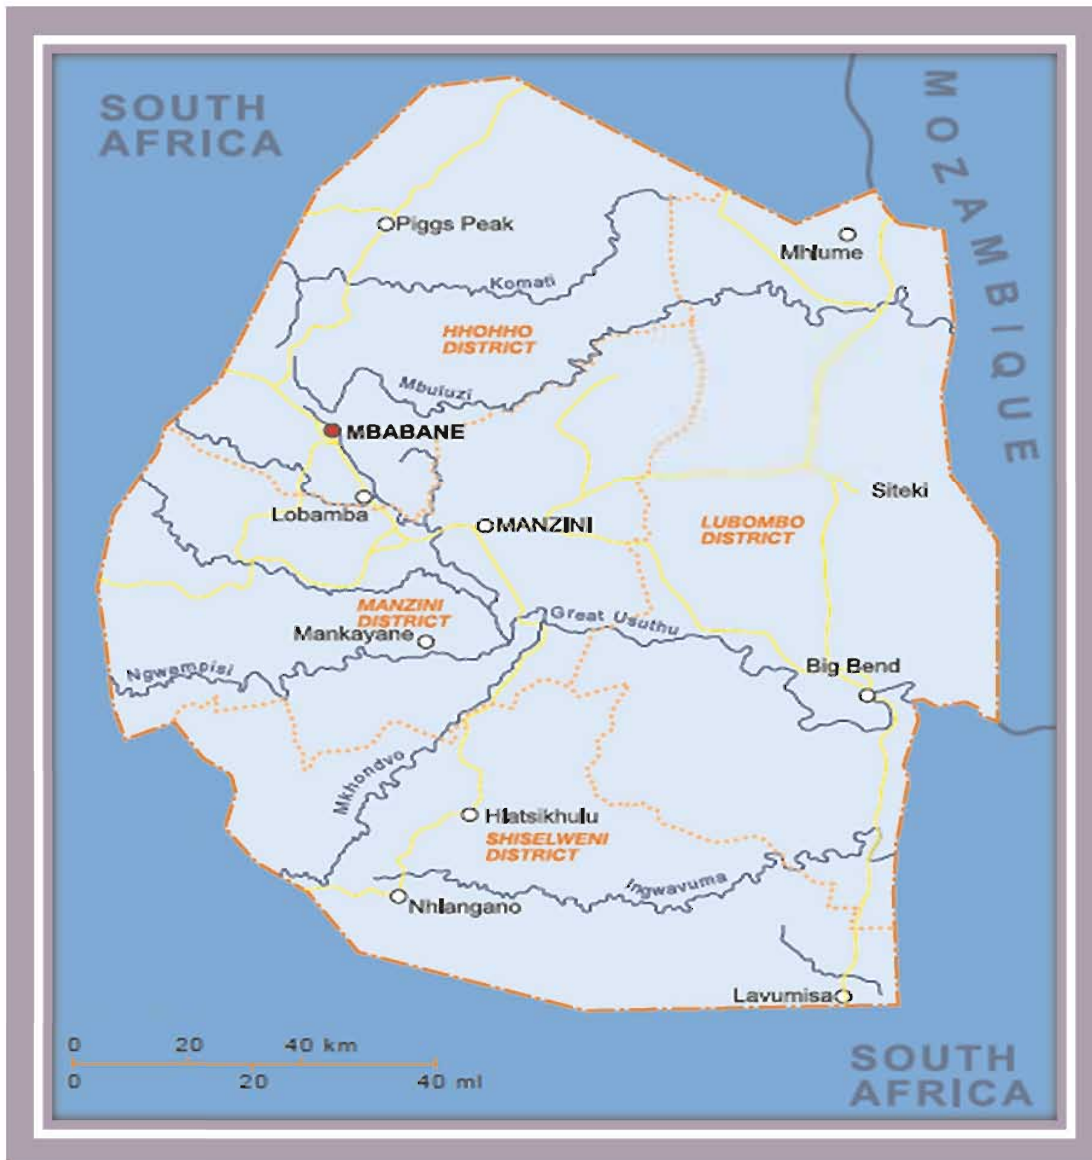 SOUTH
AFRICA
MOZAMBIQUE
Piggs Peak
Mhlume
Komati
HHOHHO
DISTRICT
Mbuluzi
MBABANE
Siteki
Lobamba
MANZINI
LUBOMBO
DISTRICT
MANZINI
DISTRICT
Great Usuthu
Mankayane
Ngwampisi
Big Bend
Mkhondvo
Hlatsikhulu
SHISELWENI
DISTRICT
Ingwavuma
Nhlangano
Lavumisa
0 20 40 km
0 20 40 mi
SOUTH
AFRICA